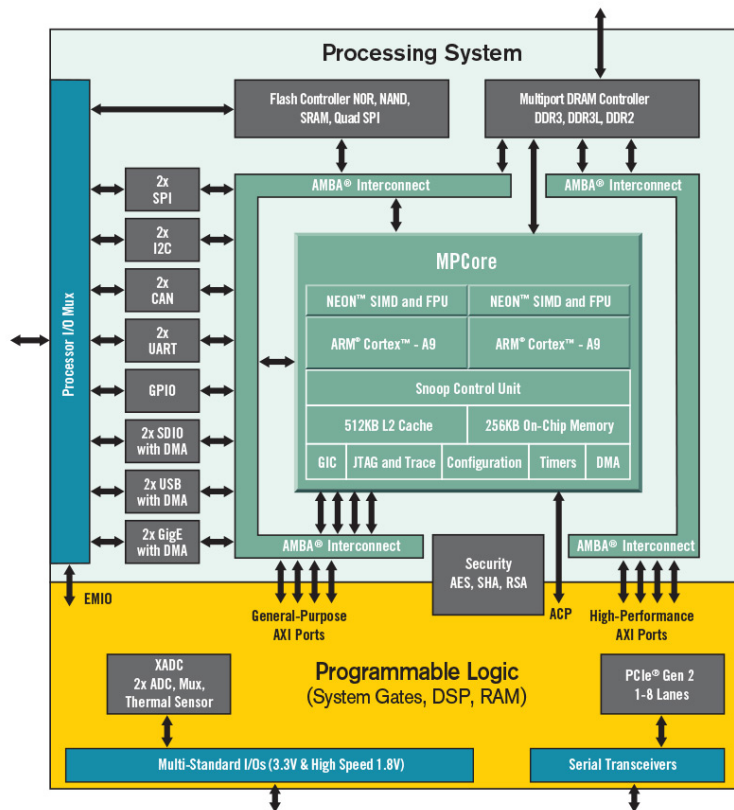 Processing System
Flash Controller NOR, NAND,
SRAM, Quad SPI
Multiport DRAM Controller
DDR3, DDR3L, DDR2
Processor I/O Mux
2x
SPI
2x
I2C
2x
CAN
2x
UART
GPIO
2x SDIO
with DMA
2x USB
with DMA
2x GigE
with DMA
AMBA® Interconnect
AMBA® Interconnect
MPCore
NEON™ SIMD and FPU
NEON™ SIMD and FPU
ARM® Cortex™ - A9
ARM® Cortex™ - A9
Snoop Control Unit
512KB L2 Cache
256KB On-Chip Memory
GIC
JTAG and Trace
Configuration
Timers
DMA
AMBA® Interconnect
AMBA® Interconnect
Security
AES, SHA, RSA
EMIO
General-Purpose
AXI Ports
ACP
High-Performance
AXI Ports
Programmable Logic
(System Gates, DSP, RAM)
XADC
2x ADC, Mux,
Thermal Sensor
PCIe® Gen 2
1-8 Lanes
Multi-Standard I/Os (3.3V & High Speed 1.8V)
Serial Transceivers